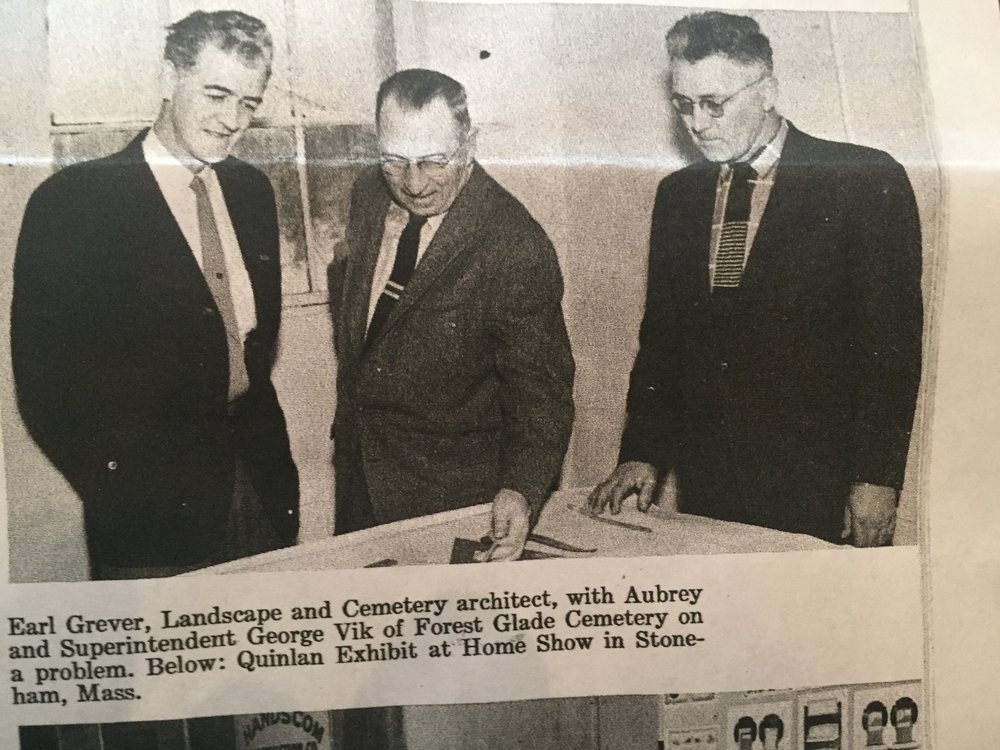 Earl Grever, Landscape and Cemetery architect, with Aubrey
and Superintendent George Vik of Forest Glade Cemetery on
a problem. Below: Quinlan Exhibit at Home Show in Stone-
ham, Mass.
HANDSCOM